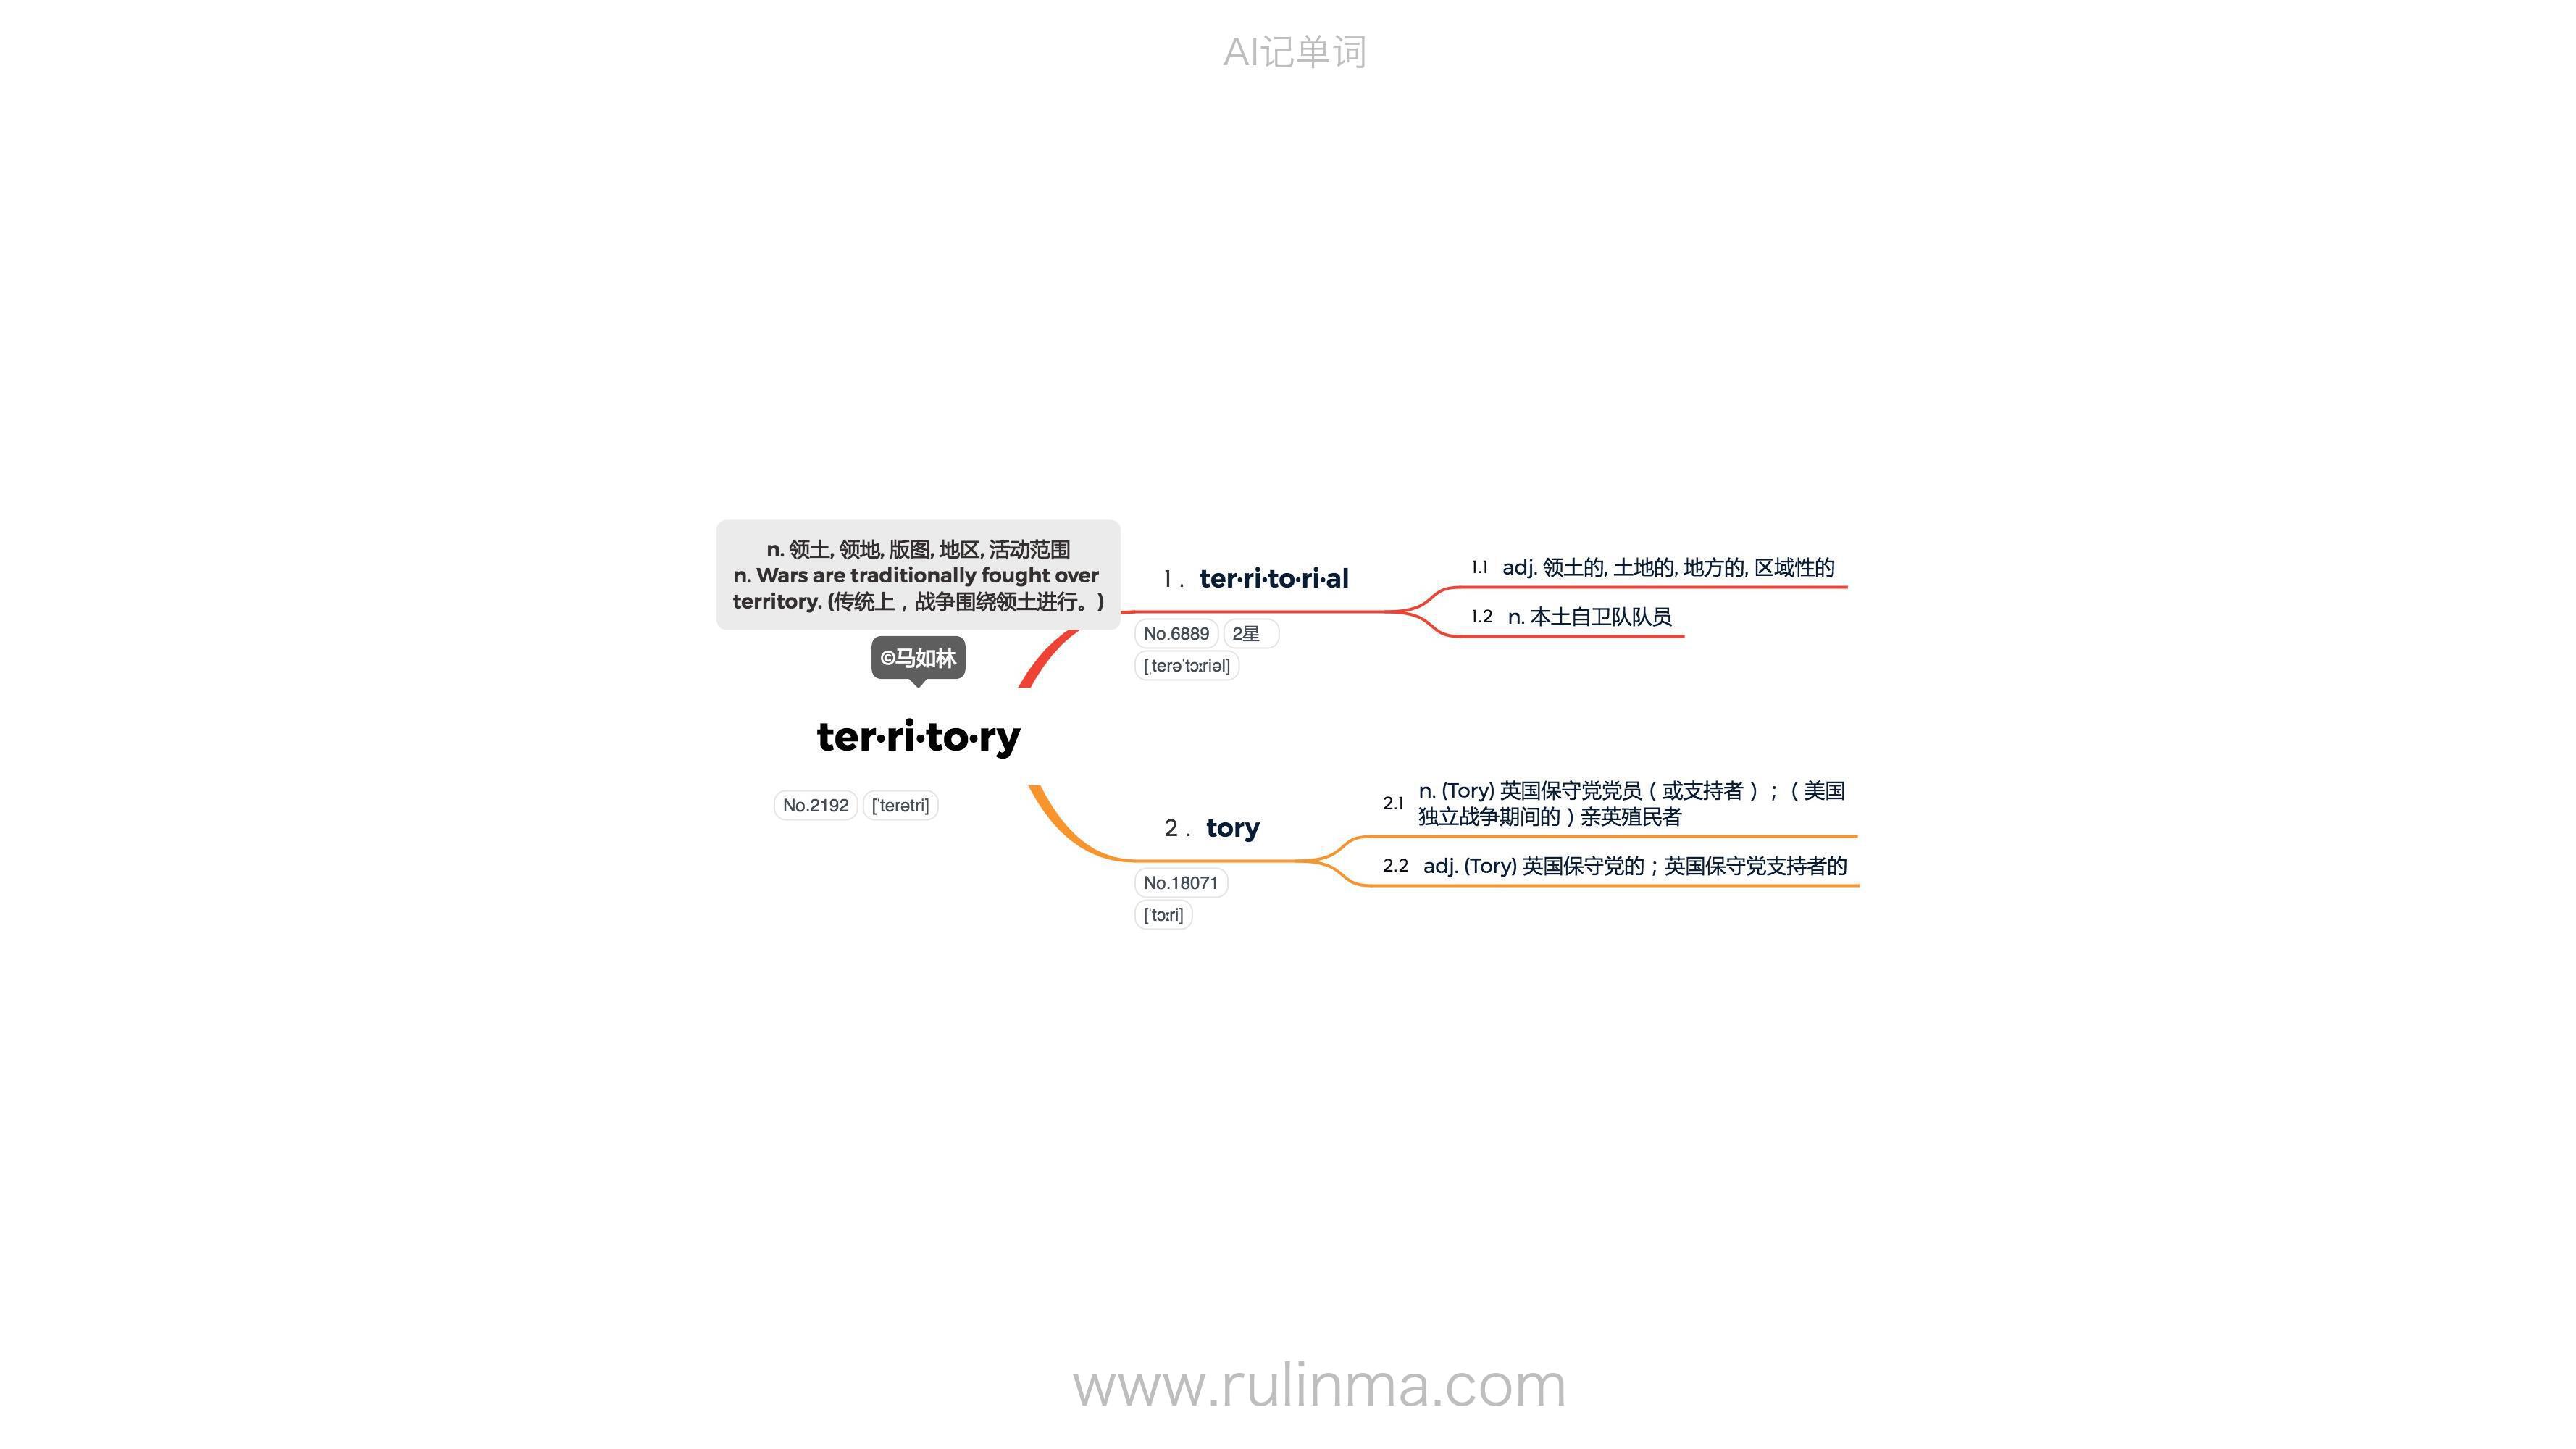 AI记单词
n. 领土, 领地, 版图, 地区, 活动范围
n. Wars are traditionally fought over
territory. (传统上，战争围绕领土进行。)
©马如林
ter·ri·to·ry
No.2192 [ˈterətri]
1. ter·ri·to·ri·al
No.6889 2星
[ˌterəˈtɔːriəl]
1.1 adj. 领土的, 土地的, 地方的, 区域性的
1.2 n. 本土自卫队队员
2. tory
No.18071
[ˈtɔːri]
2.1 n. (Tory) 英国保守党党员（或支持者）；（美国
独立战争期间的）亲英殖民者
2.2 adj. (Tory) 英国保守党的；英国保守党支持者的
www.rulinma.com